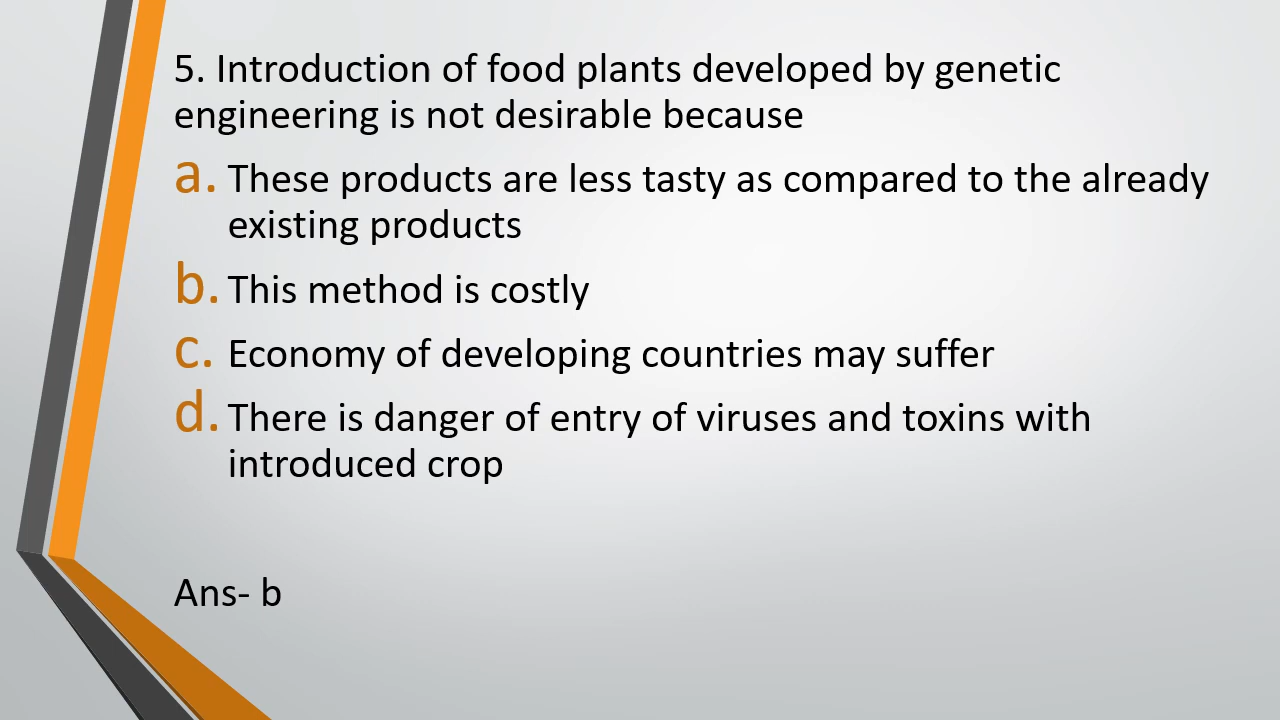 5. Introduction of food plants developed by genetic
engineering is not desirable because
a. These products are less tasty as compared to the already
existing products
b. This method is costly
c. Economy of developing countries may suffer
d. There is danger of entry of viruses and toxins with
introduced crop
Ans- b